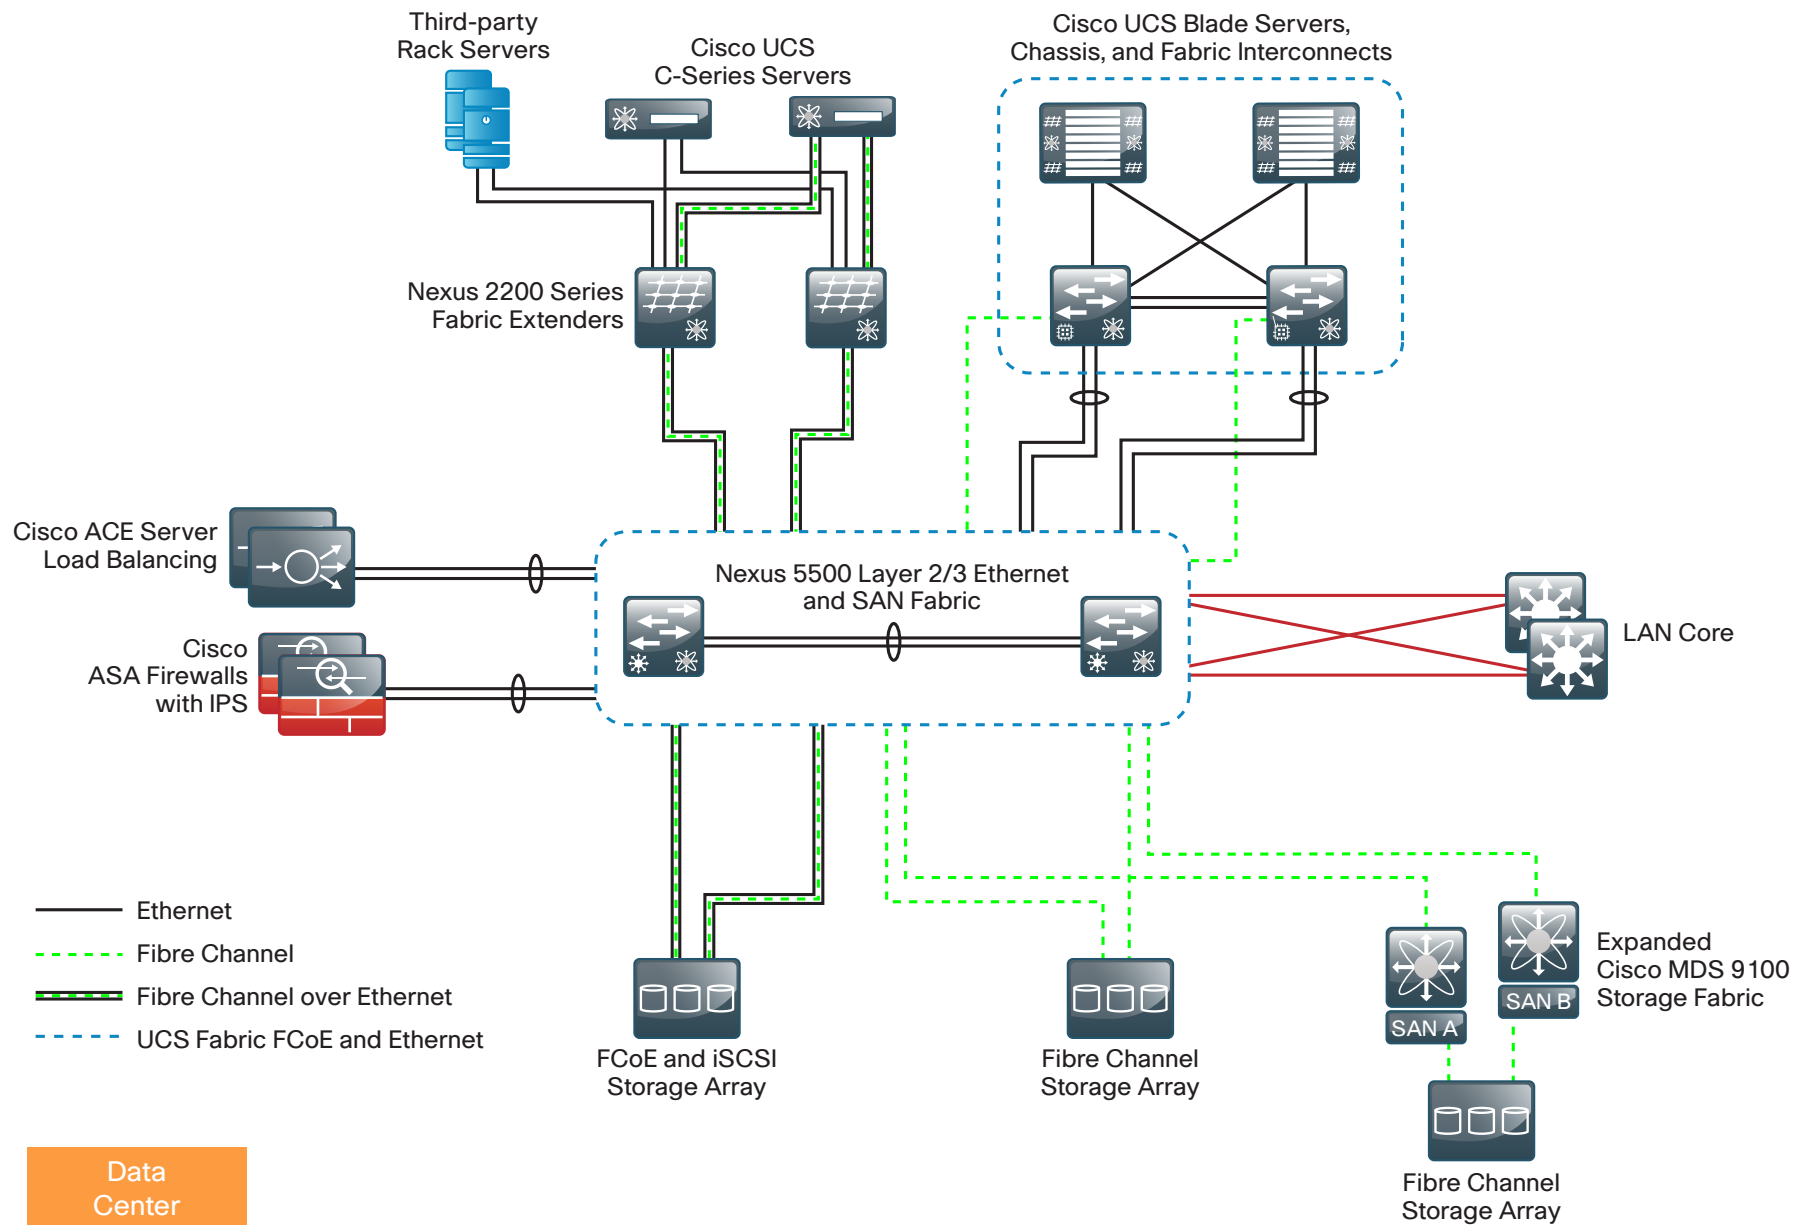 Third-party
Rack Servers
Cisco UCS
C-Series Servers
Cisco UCS Blade Servers,
Chassis, and Fabric Interconnects
Nexus 2200 Series
Fabric Extenders
Cisco ACE Server
Load Balancing
Nexus 5500 Layer 2/3 Ethernet
and SAN Fabric
Cisco
ASA Firewalls
with IPS
LAN Core
Ethernet
Fibre Channel
Fibre Channel over Ethernet
UCS Fabric FCoE and Ethernet
Expanded
Cisco MDS 9100
Storage Fabric
SAN B
SAN A
FCoE and iSCSI
Storage Array
Fibre Channel
Storage Array
Fibre Channel
Storage Array
Data
Center